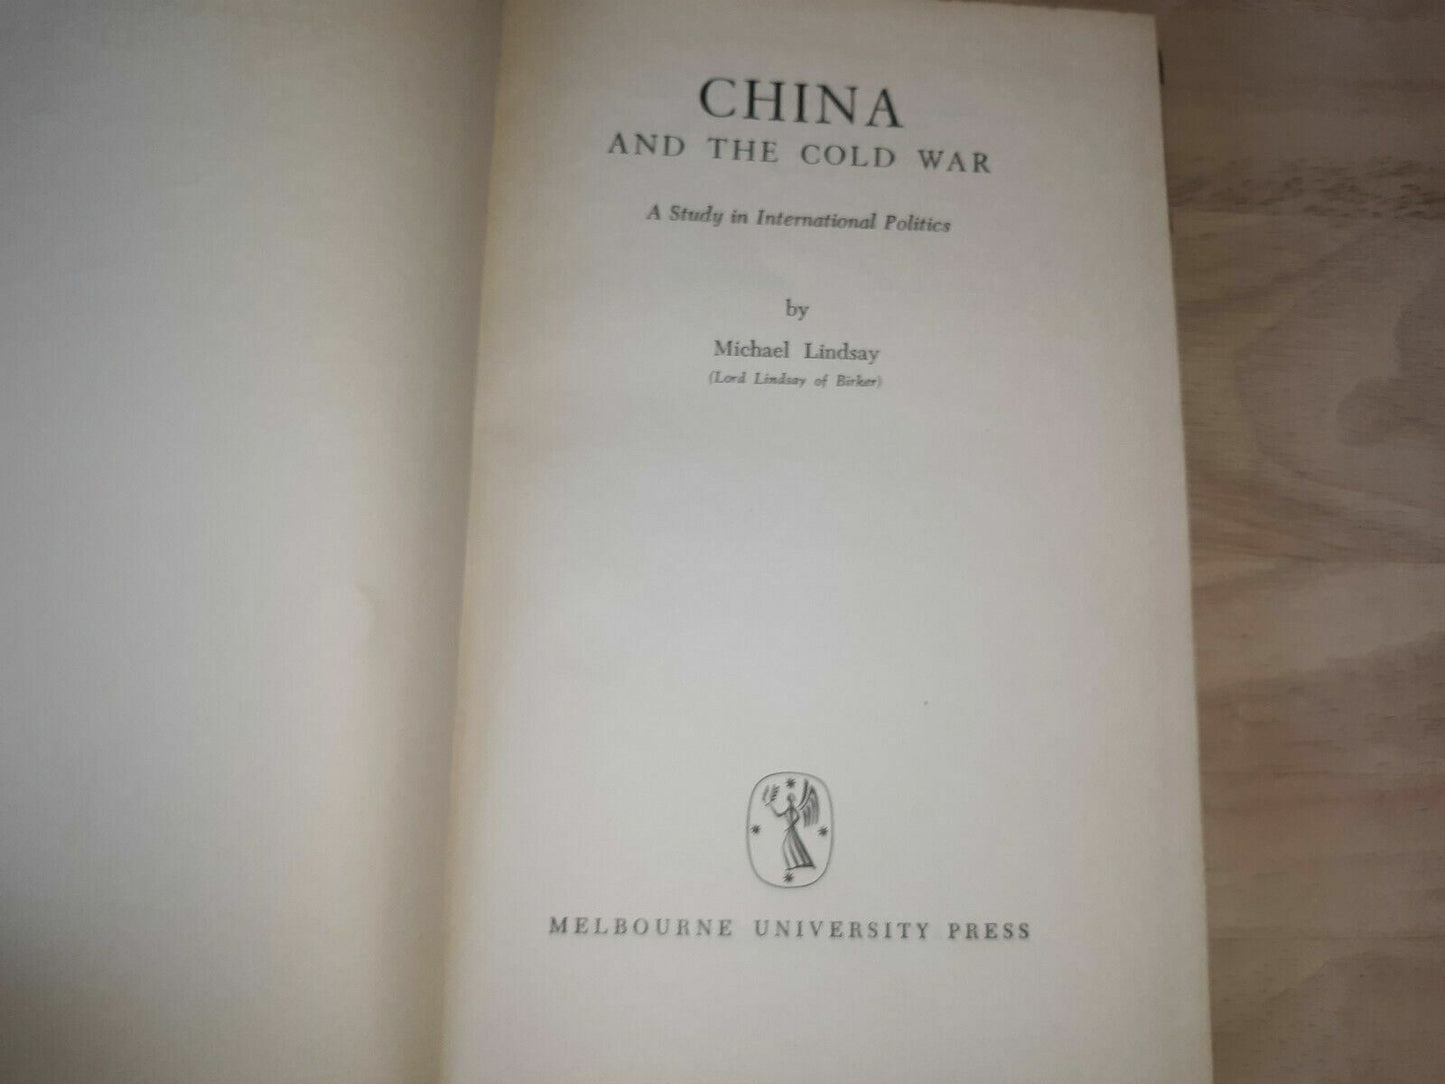 CHINA
AND THE COLD WAR
A Study in International Politics
by
Michael Lindsay
(Lord Lindsay of Birker)
MELBOURNE UNIVERSITY PRESS